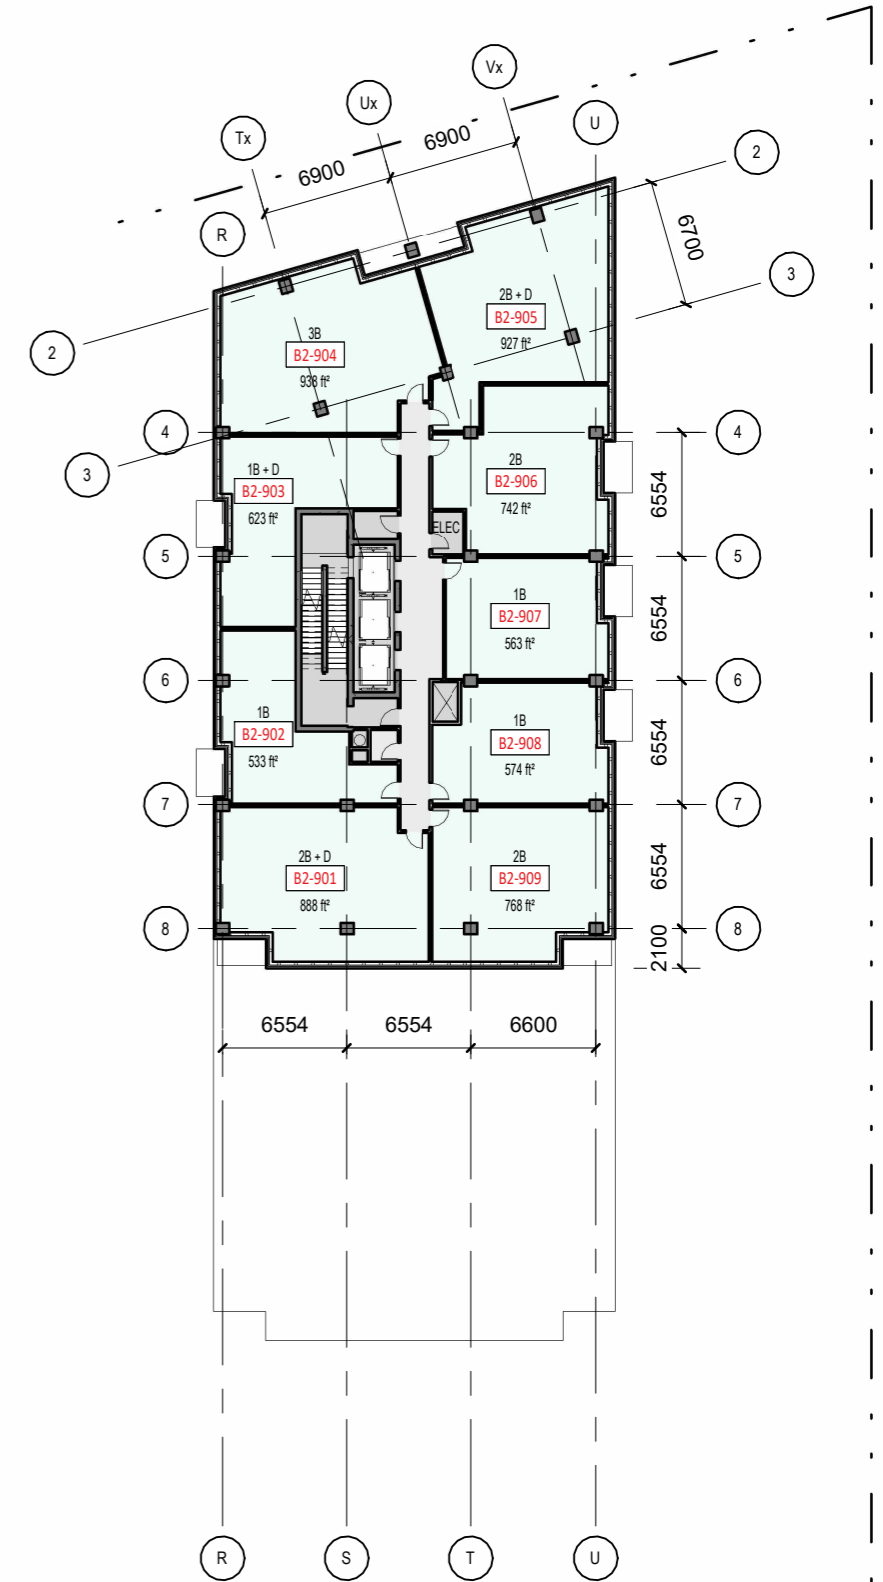 Vx
Ux
U
Tx
6900
6900
2
R
6700
3
2B + D
B2-905
927 ft²
3B
B2-904
938 ft²
2
4
4
3
1B + D
B2-903
623 ft²
2B
B2-906
742 ft²
6554
ELEC
5
5
1B
B2-907
563 ft²
6554
6
6
1B
B2-902
533 ft²
1B
B2-908
574 ft²
6554
7
7
2B + D
B2-901
888 ft²
2B
B2-909
768 ft²
6554
8
8
2100
6554
6554
6600
R
S
T
U